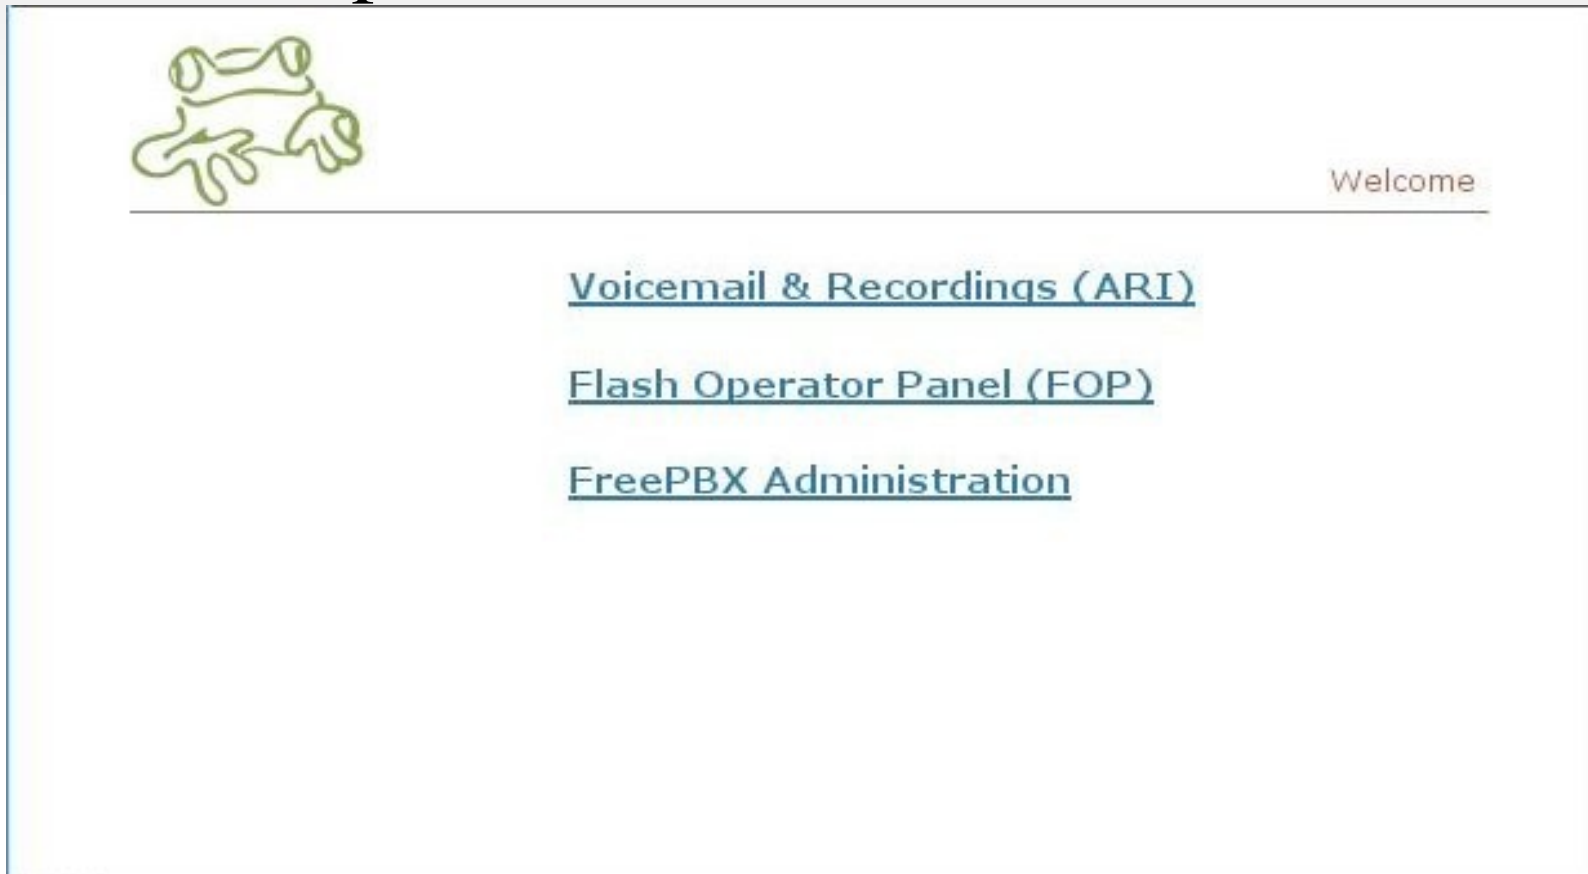 Welcome
Voicemail & Recordings (ARI)
Flash Operator Panel (FOP)
FreePBX Administration